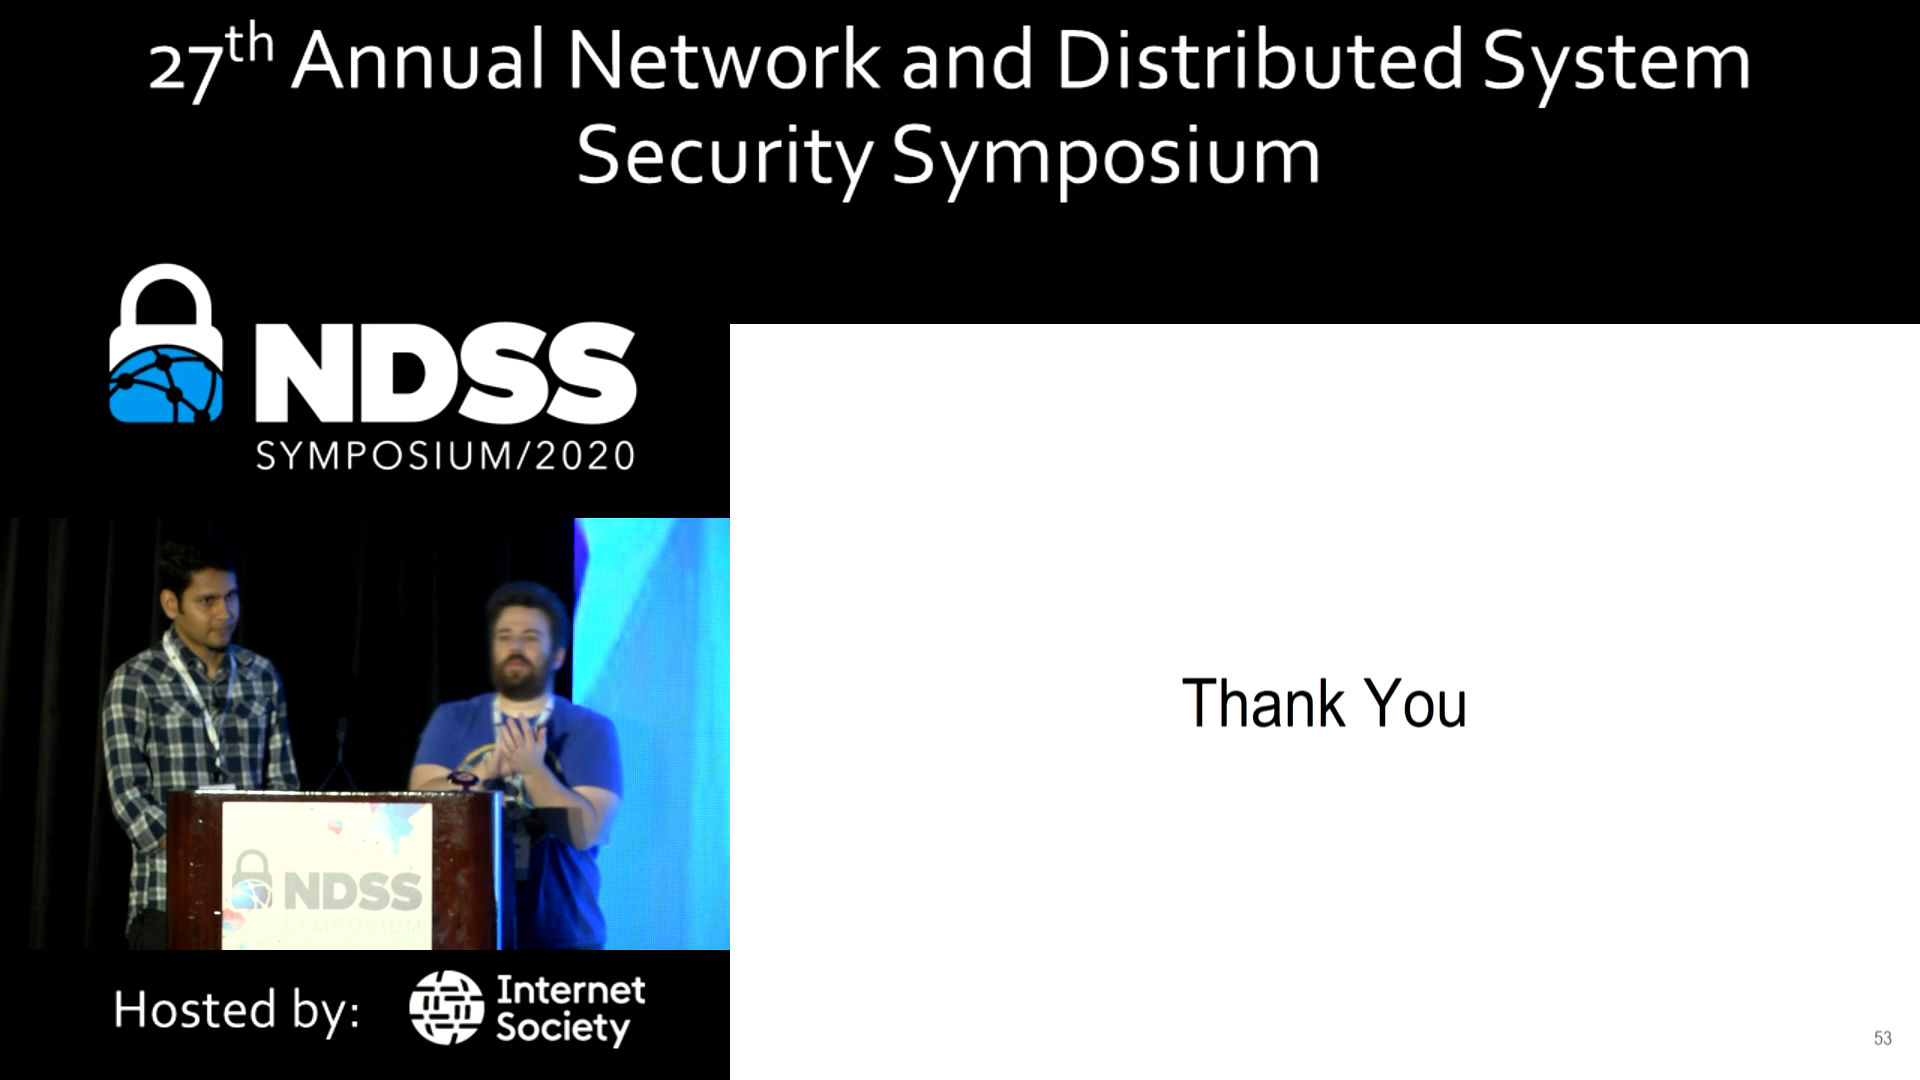 27th Annual Network and Distributed System
Security Symposium
NDSS
SYMPOSIUM/2020
Thank You
NDSS
SYMPOSIUM
Hosted by:
Internet
Society
53